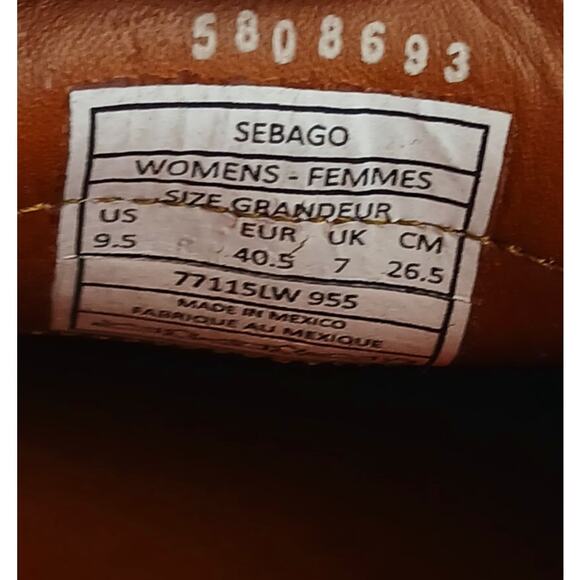 5808693
SEBAGO
WOMENS - FEMMES
SIZE GRANDEUR
US EUR UK CM
9.5 40.5 7 26.5
77115LW 955
MADE IN MEXICO
FABRIQUE AU MEXIQUE